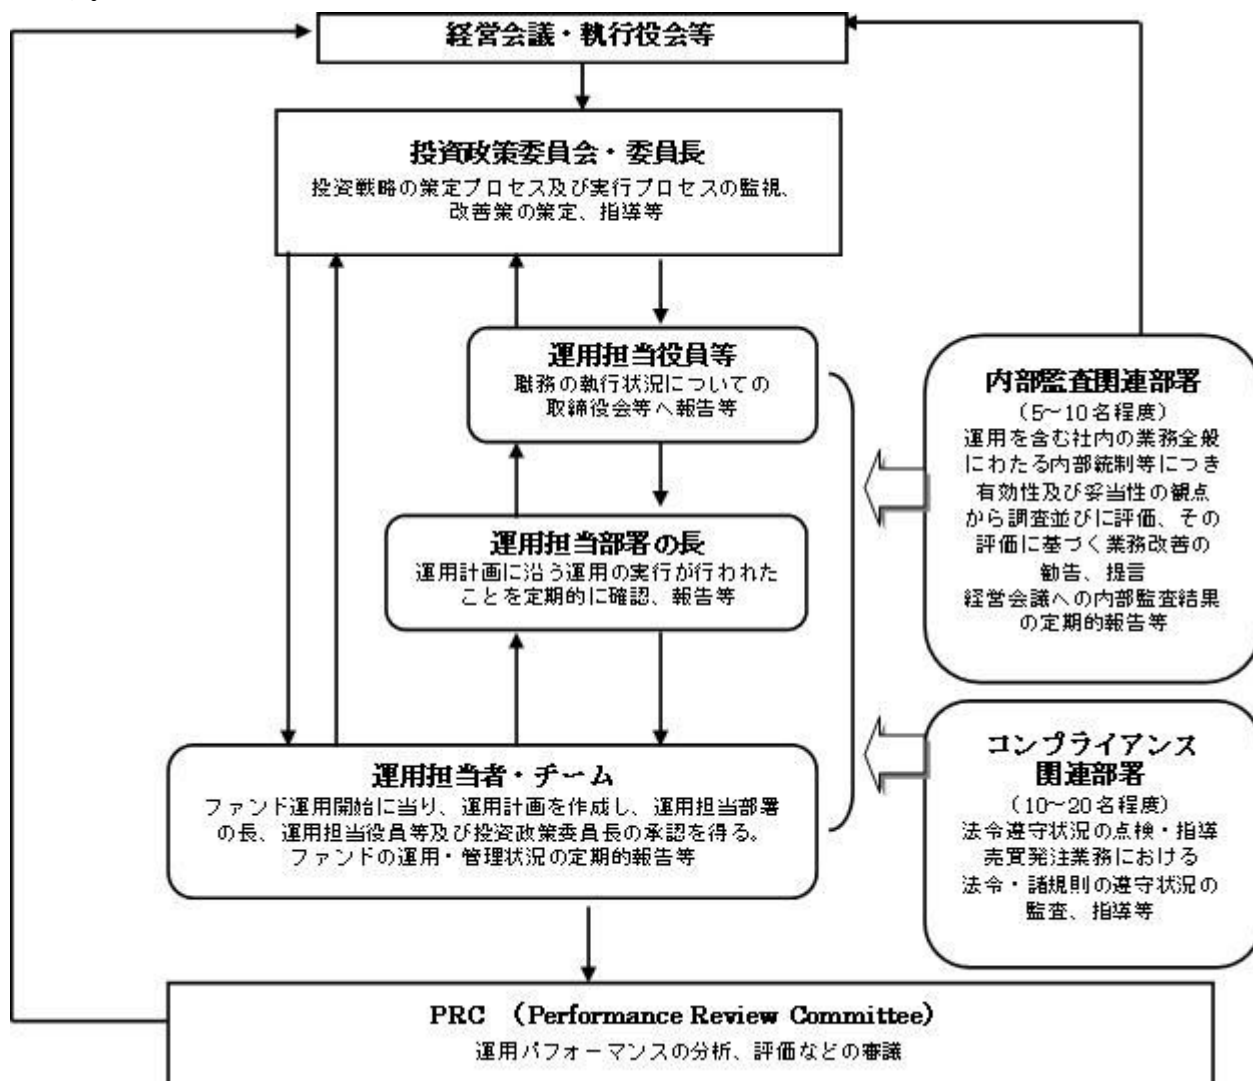 経営会議・執行役会等
投資政策委員会・委員長
投資戦略の策定プロセス及び実行プロセスの監視、
改善策の策定、指導等
運用担当役員等
職務の執行状況についての
取締役会等へ報告等
運用担当部署の長
運用計画に沿う運用の実行が行われた
ことを定期的に確認、報告等
運用担当者・チーム
ファンド運用開始に当り、運用計画を作成し、運用担当部署
の長、運用担当役員等及び投資政策委員長の承認を得る。
ファンドの運用・管理状況の定期的報告等
内部監査関連部署
（5～10名程度）
運用を含む社内の業務全般
にわたる内部統制等につき
有効性及び妥当性の観点
から調査並びに評価、その
評価に基づく業務改善の
勧告、提言
経営会議への内部監査結果
の定期的報告等
コンプライアンス
関連部署
（10～20名程度）
法令遵守状況の点検・指導
売買発注業務における
法令・諸規則の遵守状況の
監査、指導等
PRC （Performance Review Committee）
運用パフォーマンスの分析、評価などの審議